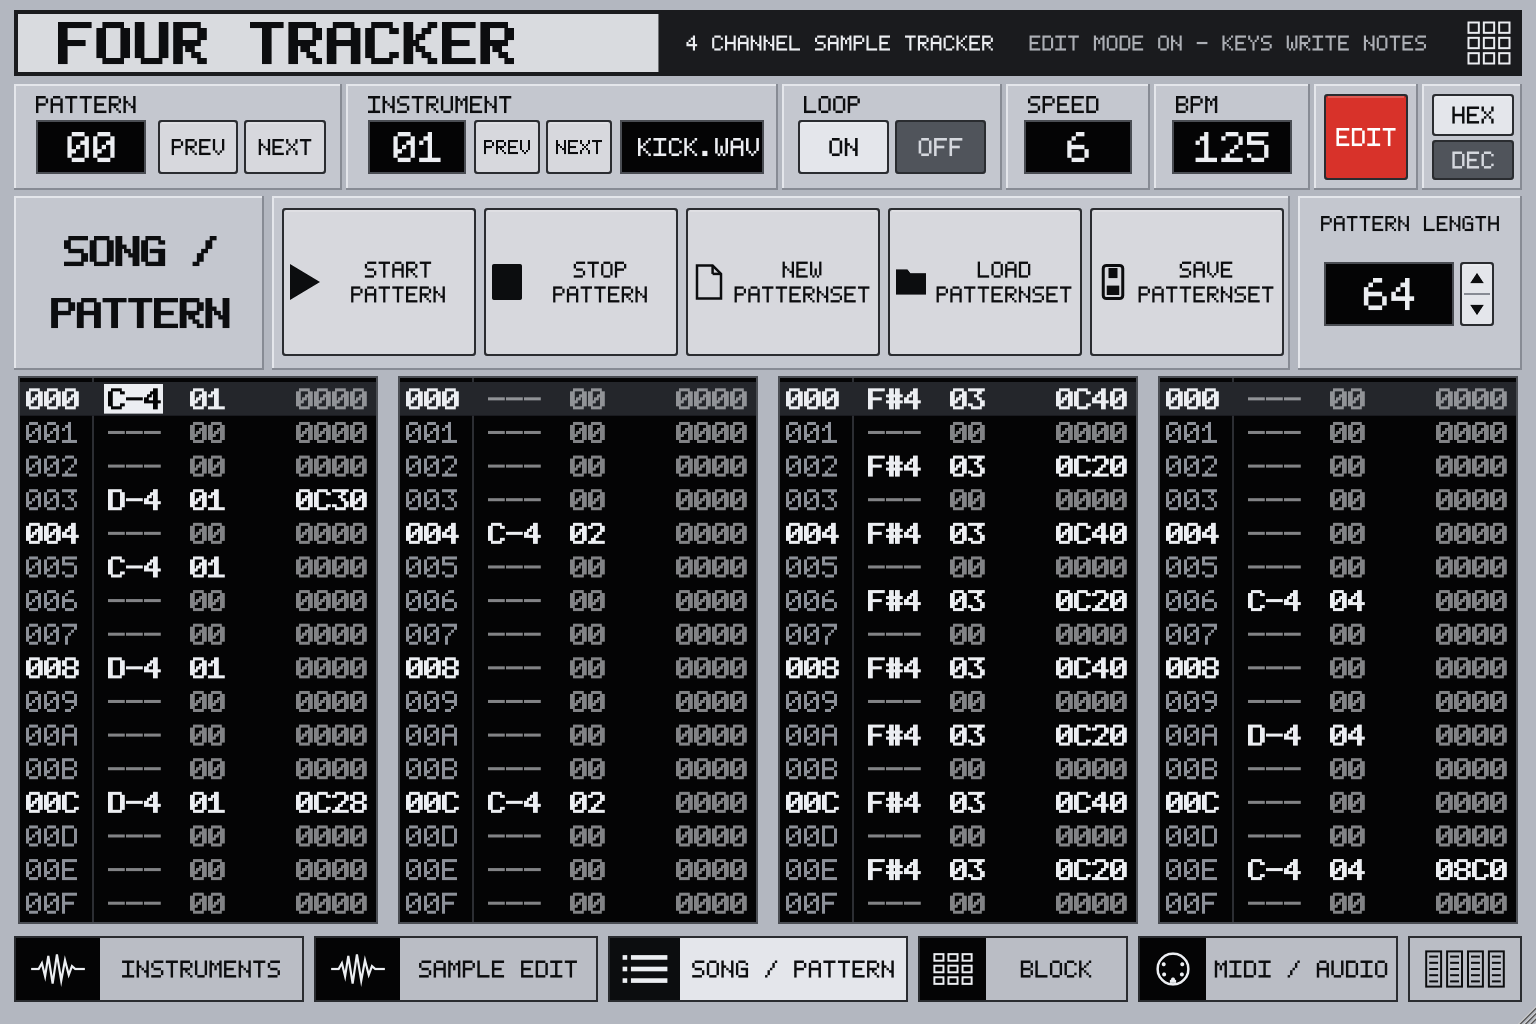 FOUR TRACKER 4 CHANNEL SAMPLE TRACKER EDIT MODE ON – KEYS WRITE NOTES
PATTERN INSTRUMENT LOOP SPEED BPM
00 PREV NEXT 01 PREV NEXT KICK.WAV ON OFF 6 125 EDIT HEX
DEC
SONG /
PATTERN
START
PATTERN
STOP
PATTERN
NEW
PATTERNSET
LOAD
PATTERNSET
SAVE
PATTERNSET
PATTERN LENGTH
64
000 C-4 01 0000 000 --- 00 0000 000 F#4 03 0C40 000 --- 00 0000
001 --- 00 0000 001 --- 00 0000 001 --- 00 0000 001 --- 00 0000
002 --- 00 0000 002 --- 00 0000 002 F#4 03 0C20 002 --- 00 0000
003 D-4 01 0C30 003 --- 00 0000 003 --- 00 0000 003 --- 00 0000
004 --- 00 0000 004 C-4 02 0000 004 F#4 03 0C40 004 --- 00 0000
005 C-4 01 0000 005 --- 00 0000 005 --- 00 0000 005 --- 00 0000
006 --- 00 0000 006 --- 00 0000 006 F#4 03 0C20 006 C-4 04 0000
007 --- 00 0000 007 --- 00 0000 007 --- 00 0000 007 --- 00 0000
008 D-4 01 0000 008 --- 00 0000 008 F#4 03 0C40 008 --- 00 0000
009 --- 00 0000 009 --- 00 0000 009 --- 00 0000 009 --- 00 0000
00A --- 00 0000 00A --- 00 0000 00A F#4 03 0C20 00A D-4 04 0000
00B --- 00 0000 00B --- 00 0000 00B --- 00 0000 00B --- 00 0000
00C D-4 01 0C28 00C C-4 02 0000 00C F#4 03 0C40 00C --- 00 0000
00D --- 00 0000 00D --- 00 0000 00D --- 00 0000 00D --- 00 0000
00E --- 00 0000 00E --- 00 0000 00E F#4 03 0C20 00E C-4 04 08C0
00F --- 00 0000 00F --- 00 0000 00F --- 00 0000 00F --- 00 0000
INSTRUMENTS SAMPLE EDIT SONG / PATTERN BLOCK MIDI / AUDIO